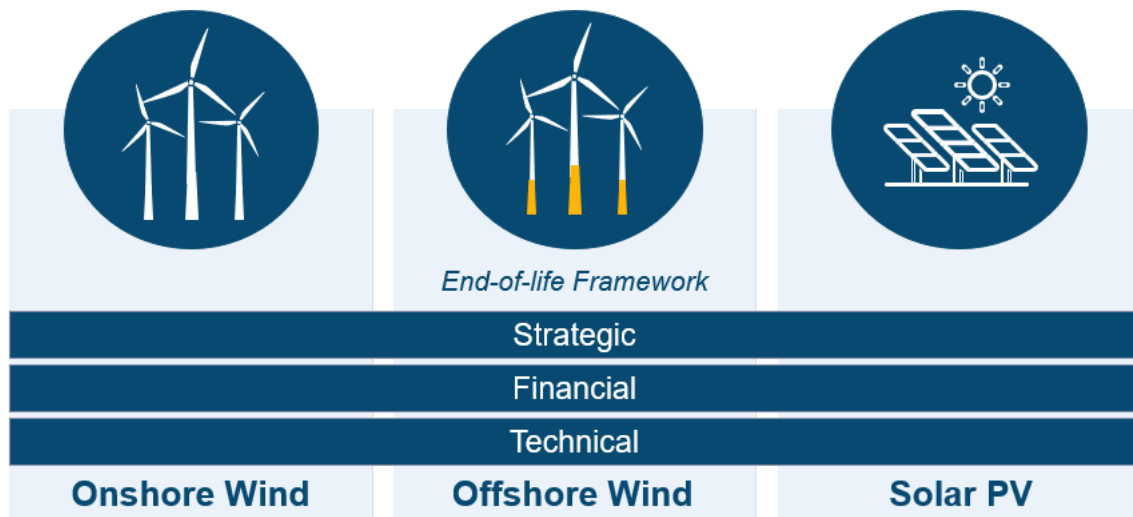 End-of-life Framework
Strategic
Financial
Technical
Onshore Wind
Offshore Wind
Solar PV